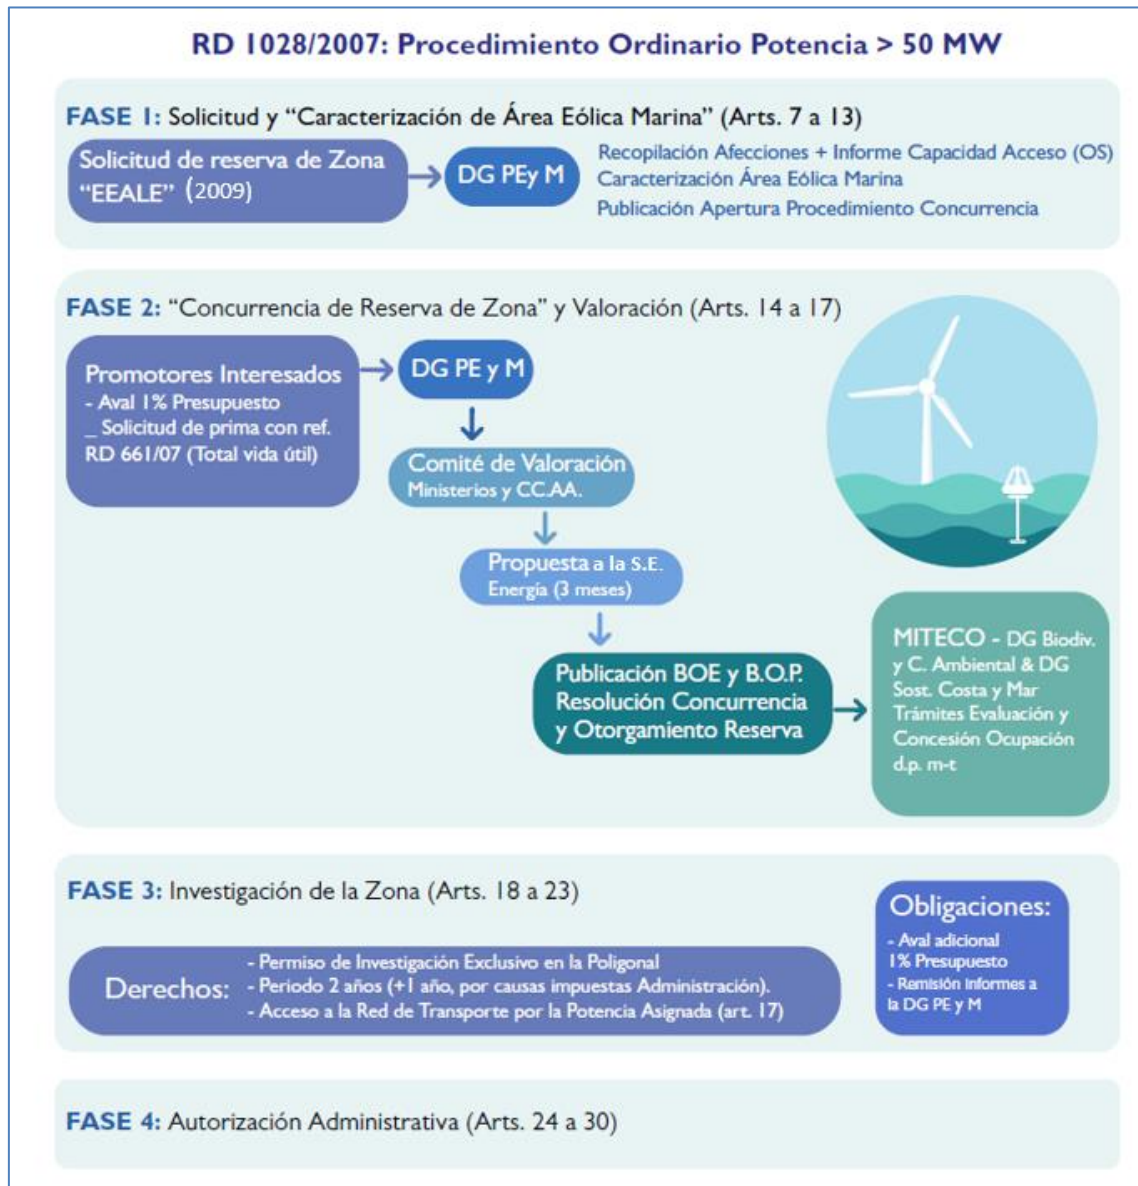 RD 1028/2007: Procedimiento Ordinario Potencia > 50 MW
FASE 1: Solicitud y “Caracterización de Área Eólica Marina” (Arts. 7 a 13)
Solicitud de reserva de Zona
“EEALE” (2009)
DG PEy M
Recopilación Afecciones + Informe Capacidad Acceso (OS)
Caracterización Área Eólica Marina
Publicación Apertura Procedimiento Concurrencia
FASE 2: “Concurrencia de Reserva de Zona” y Valoración (Arts. 14 a 17)
Promotores Interesados
- Aval 1% Presupuesto
_ Solicitud de prima con ref.
RD 661/07 (Total vida útil)
DG PE y M
Comité de Valoración
Ministerios y CC.AA.
Propuesta a la S.E.
Energía (3 meses)
Publicación BOE y B.O.P.
Resolución Concurrencia
y Otorgamiento Reserva
MITECO - DG Biodiv.
y C. Ambiental & DG
Sost. Costa y Mar
Trámites Evaluación y
Concesión Ocupación
d.p. m-t
FASE 3: Investigación de la Zona (Arts. 18 a 23)
Derechos:
- Permiso de Investigación Exclusivo en la Poligonal
- Periodo 2 años (+1 año, por causas impuestas Administración).
- Acceso a la Red de Transporte por la Potencia Asignada (art. 17)
Obligaciones:
- Aval adicional
1% Presupuesto
- Remisión informes a
la DG PE y M
FASE 4: Autorización Administrativa (Arts. 24 a 30)